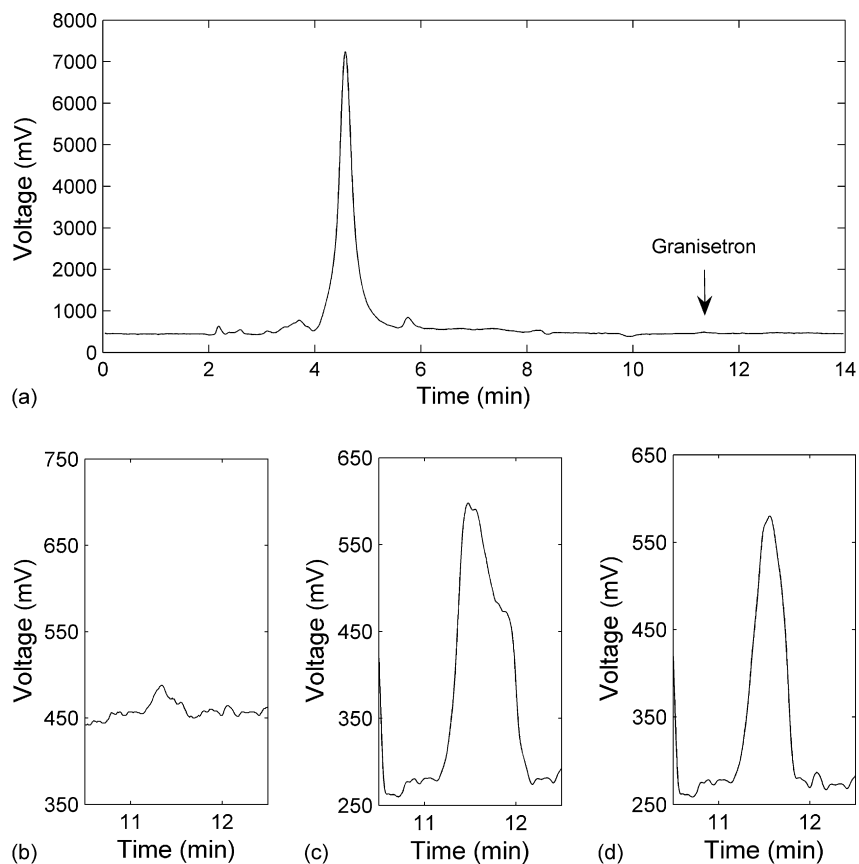 8000
7000
6000
5000
4000
3000
2000
1000
0
Voltage (mV)
Granisetron
0 2 4 6 8 10 12 14
Time (min)
(a)
750
650
550
450
350
Voltage (mV)
11 12
Time (min)
(b)
650
550
450
350
250
Voltage (mV)
11 12
Time (min)
(c)
650
550
450
350
250
Voltage (mV)
11 12
Time (min)
(d)